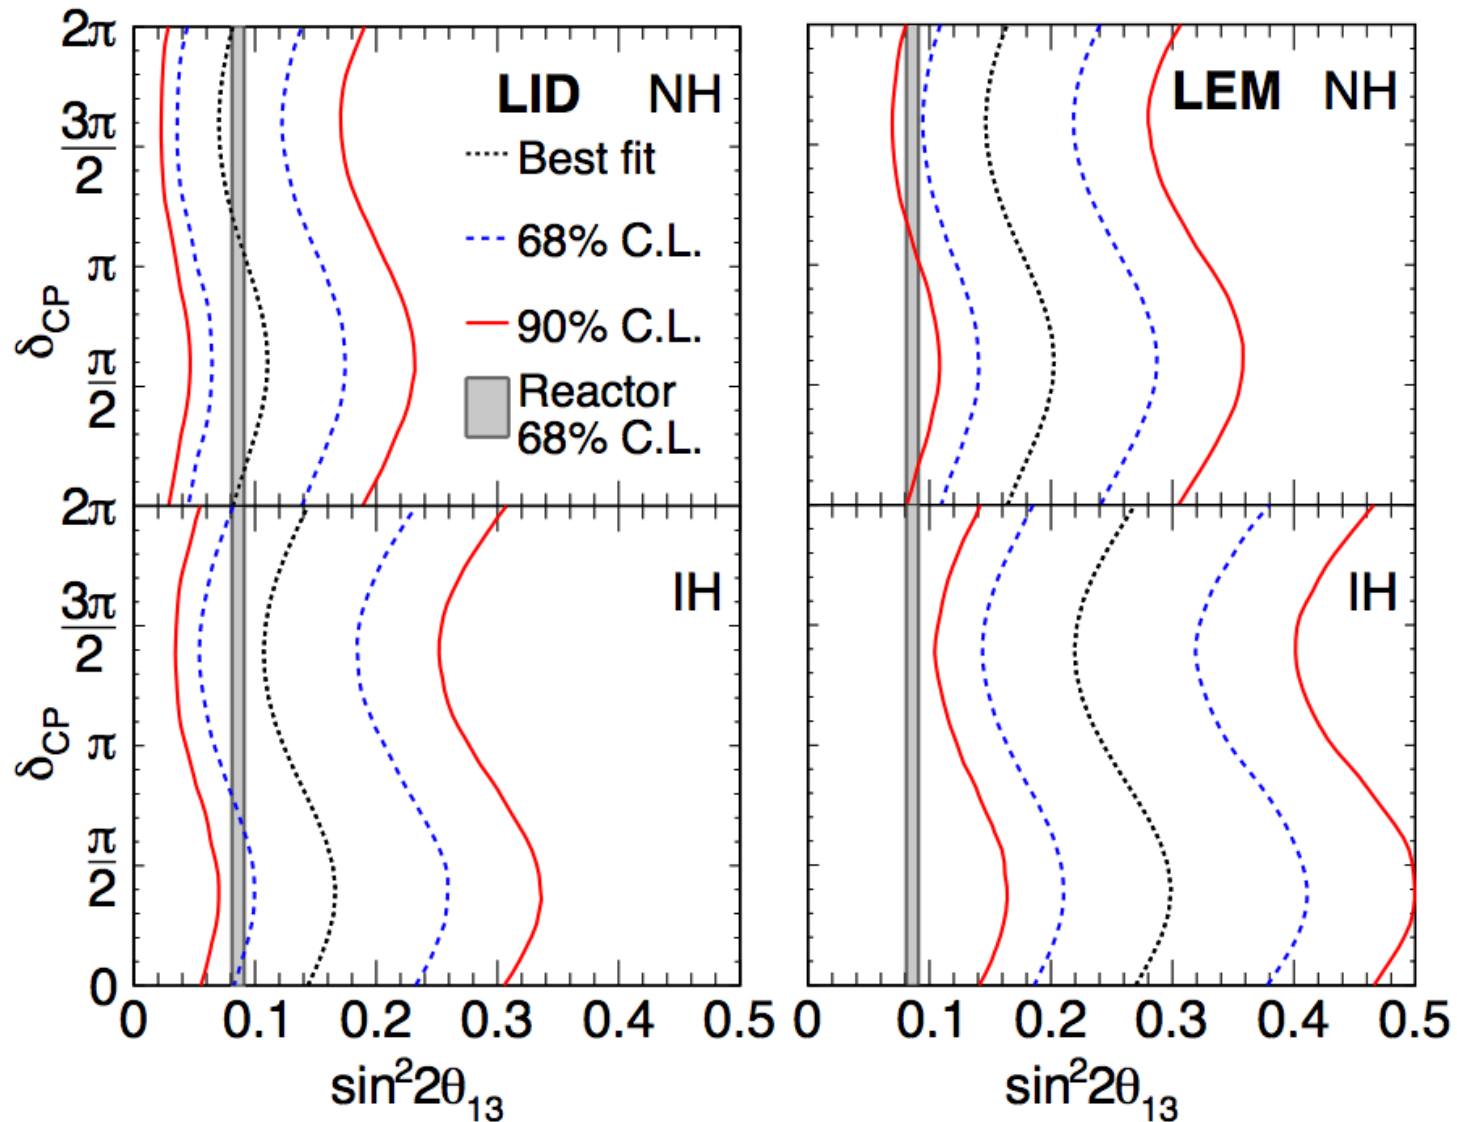 2π
3π
2
π
π
2
δCP
LID NH
Best fit
68% C.L.
90% C.L.
Reactor
68% C.L.
LEM NH
2π
3π
2
π
π
2
0
δCP
IH
IH
0 0.1 0.2 0.3 0.4 0.5
0 0.1 0.2 0.3 0.4 0.5
sin²2θ₁₃
sin²2θ₁₃